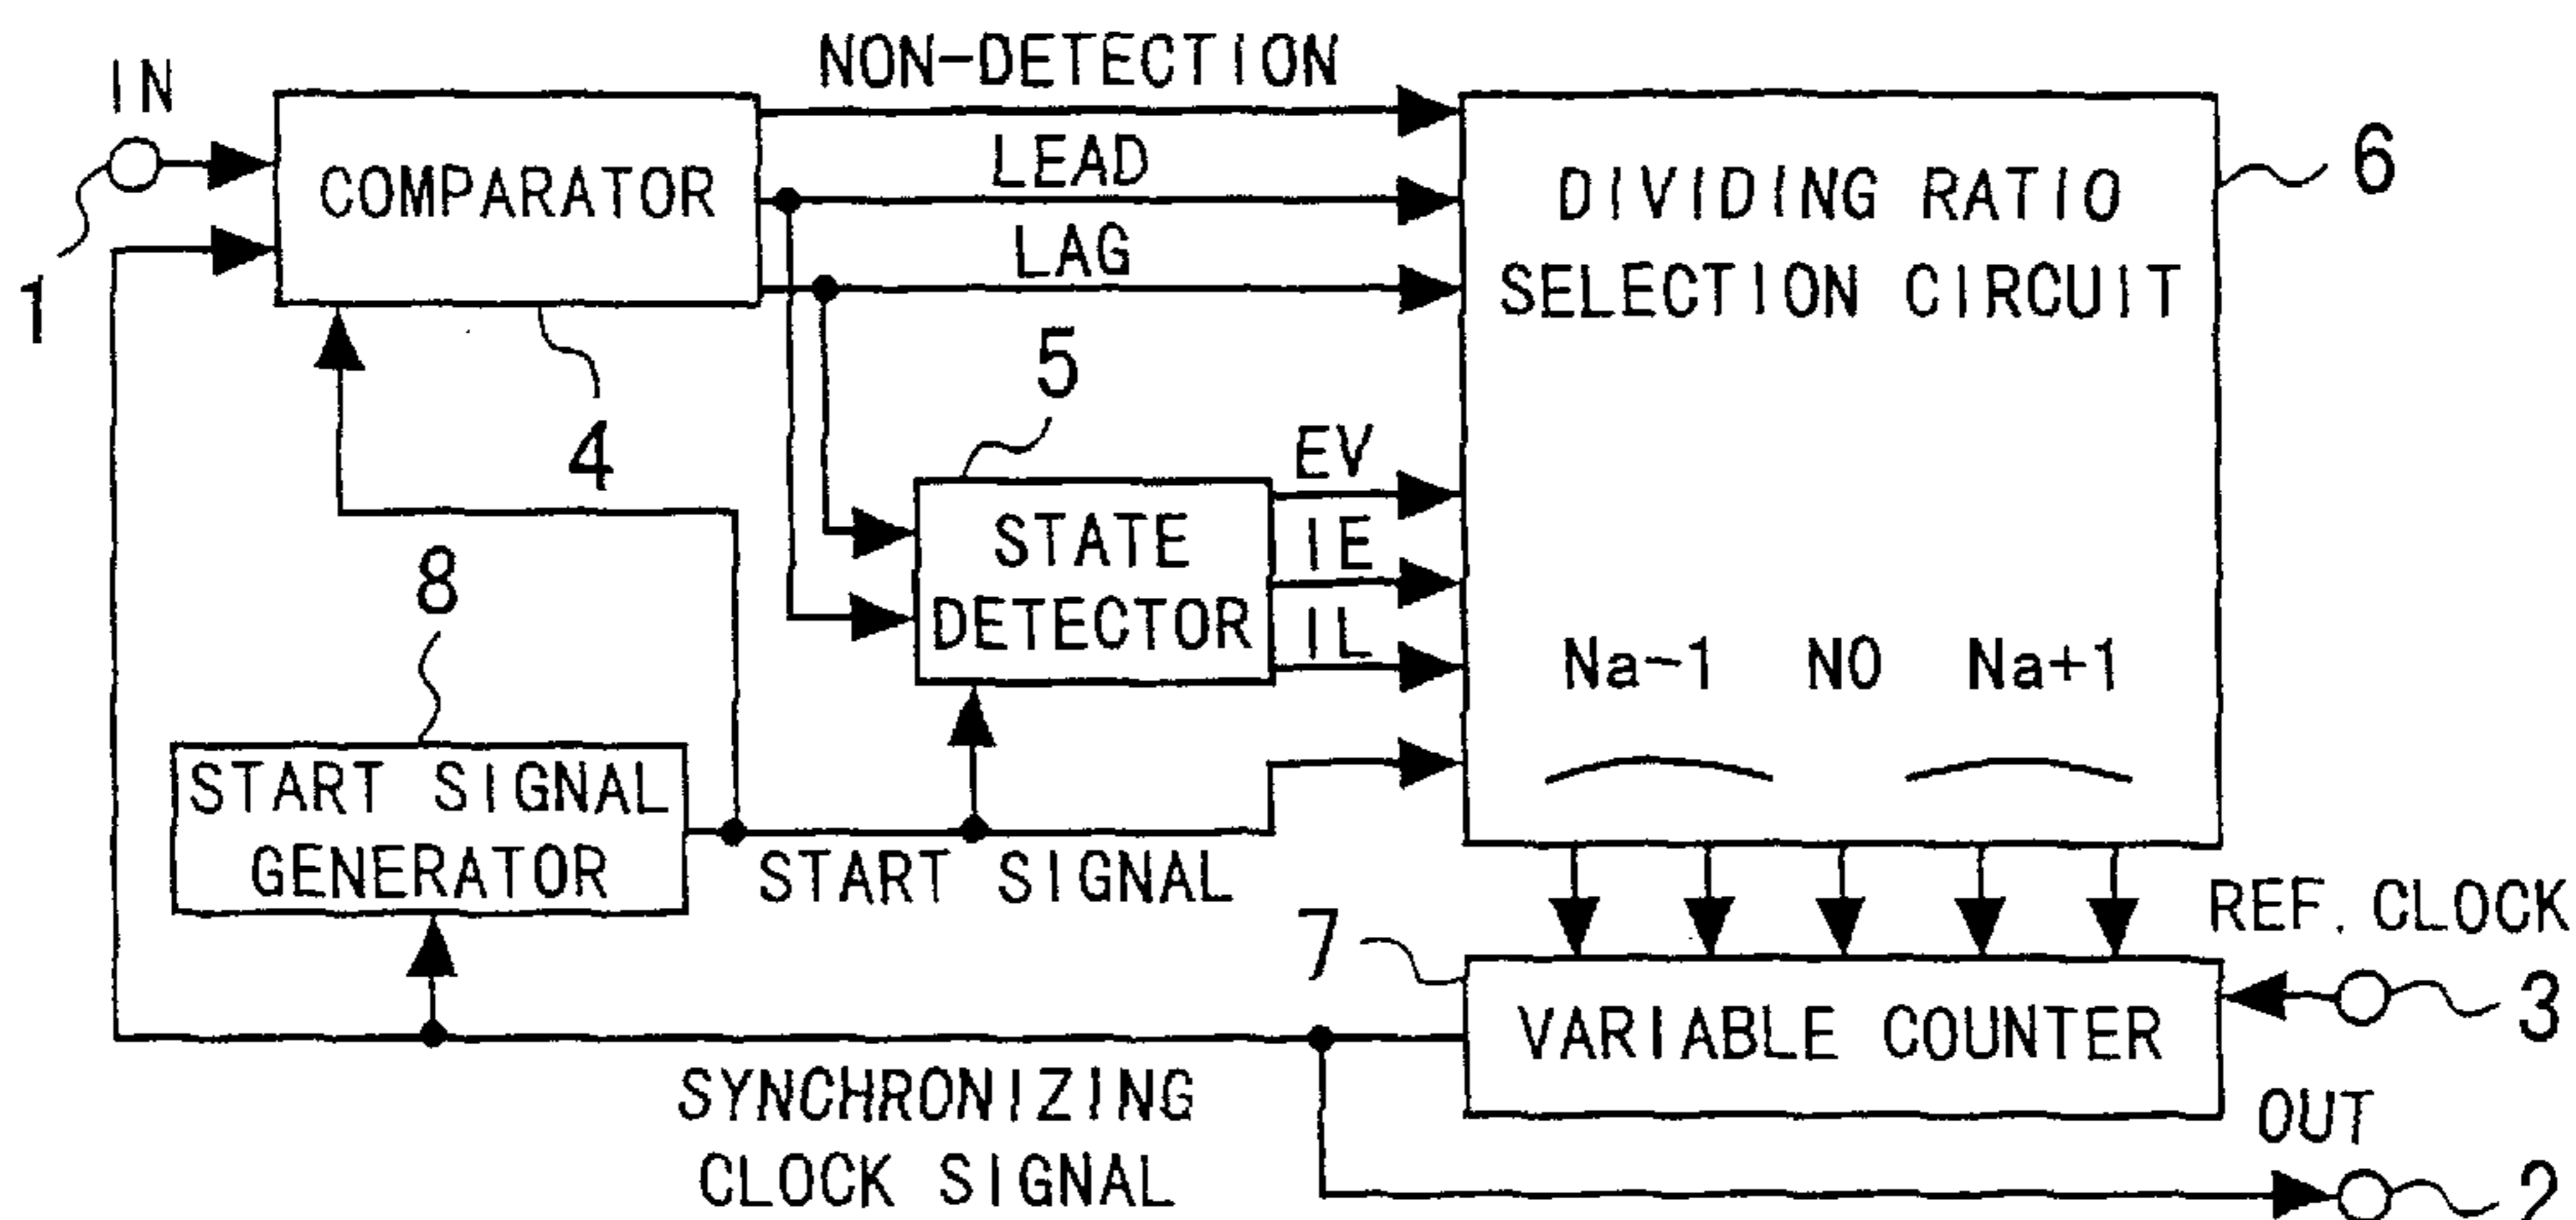 NON-DETECTION
IN
LEAD
COMPARATOR
LAG
1
4
DIVIDING RATIO
SELECTION CIRCUIT
6
5
EV
STATE
DETECTOR
IE
IL
8
Na-1 NO Na+1
START SIGNAL
GENERATOR
START SIGNAL
REF. CLOCK
7
VARIABLE COUNTER
3
SYNCHRONIZING
CLOCK SIGNAL
OUT
2